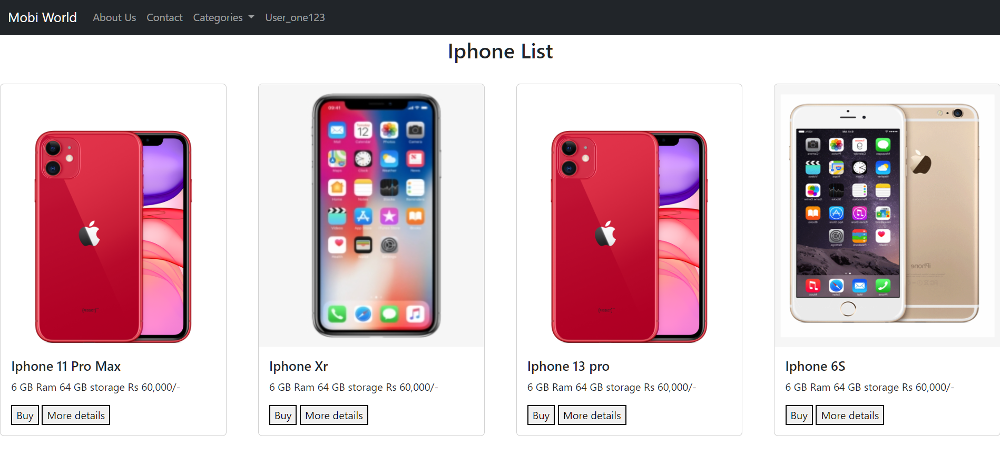 Mobi World About Us Contact Categories User_one123
Iphone List
09:41
12
Iphone 11 Pro Max
6 GB Ram 64 GB storage Rs 60,000/-
Buy More details
Iphone Xr
6 GB Ram 64 GB storage Rs 60,000/-
Buy More details
Iphone 13 pro
6 GB Ram 64 GB storage Rs 60,000/-
Buy More details
Iphone 6S
6 GB Ram 64 GB storage Rs 60,000/-
Buy More details